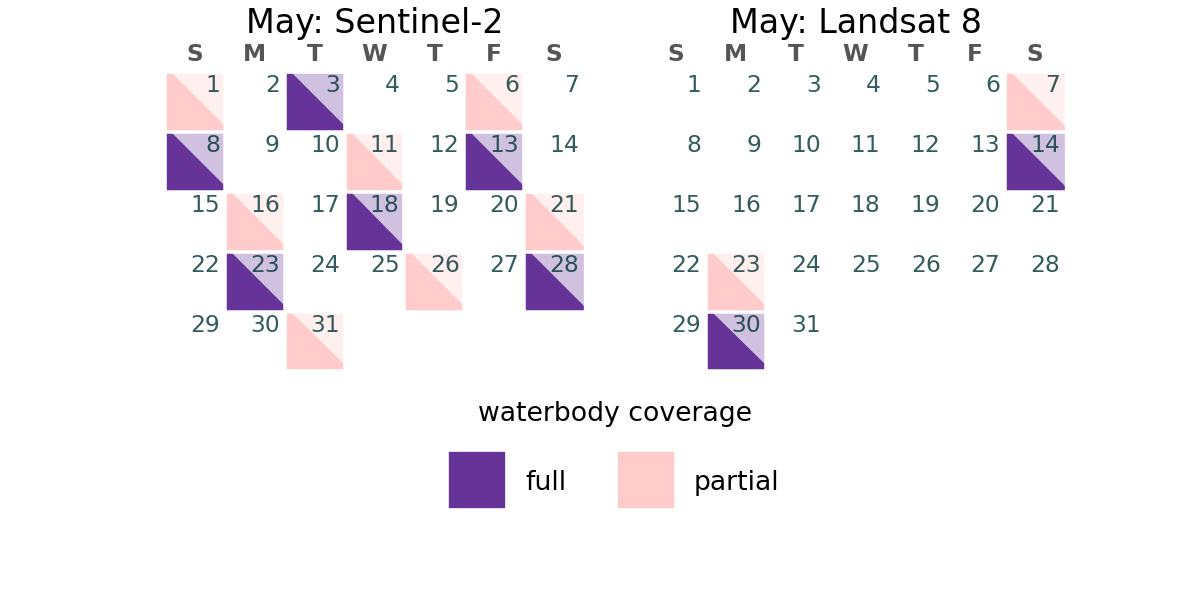 May: Sentinel-2
S M T W T F S
1 2 3 4 5 6 7
8 9 10 11 12 13 14
15 16 17 18 19 20 21
22 23 24 25 26 27 28
29 30 31
May: Landsat 8
S M T W T F S
1 2 3 4 5 6 7
8 9 10 11 12 13 14
15 16 17 18 19 20 21
22 23 24 25 26 27 28
29 30 31
waterbody coverage
full
partial